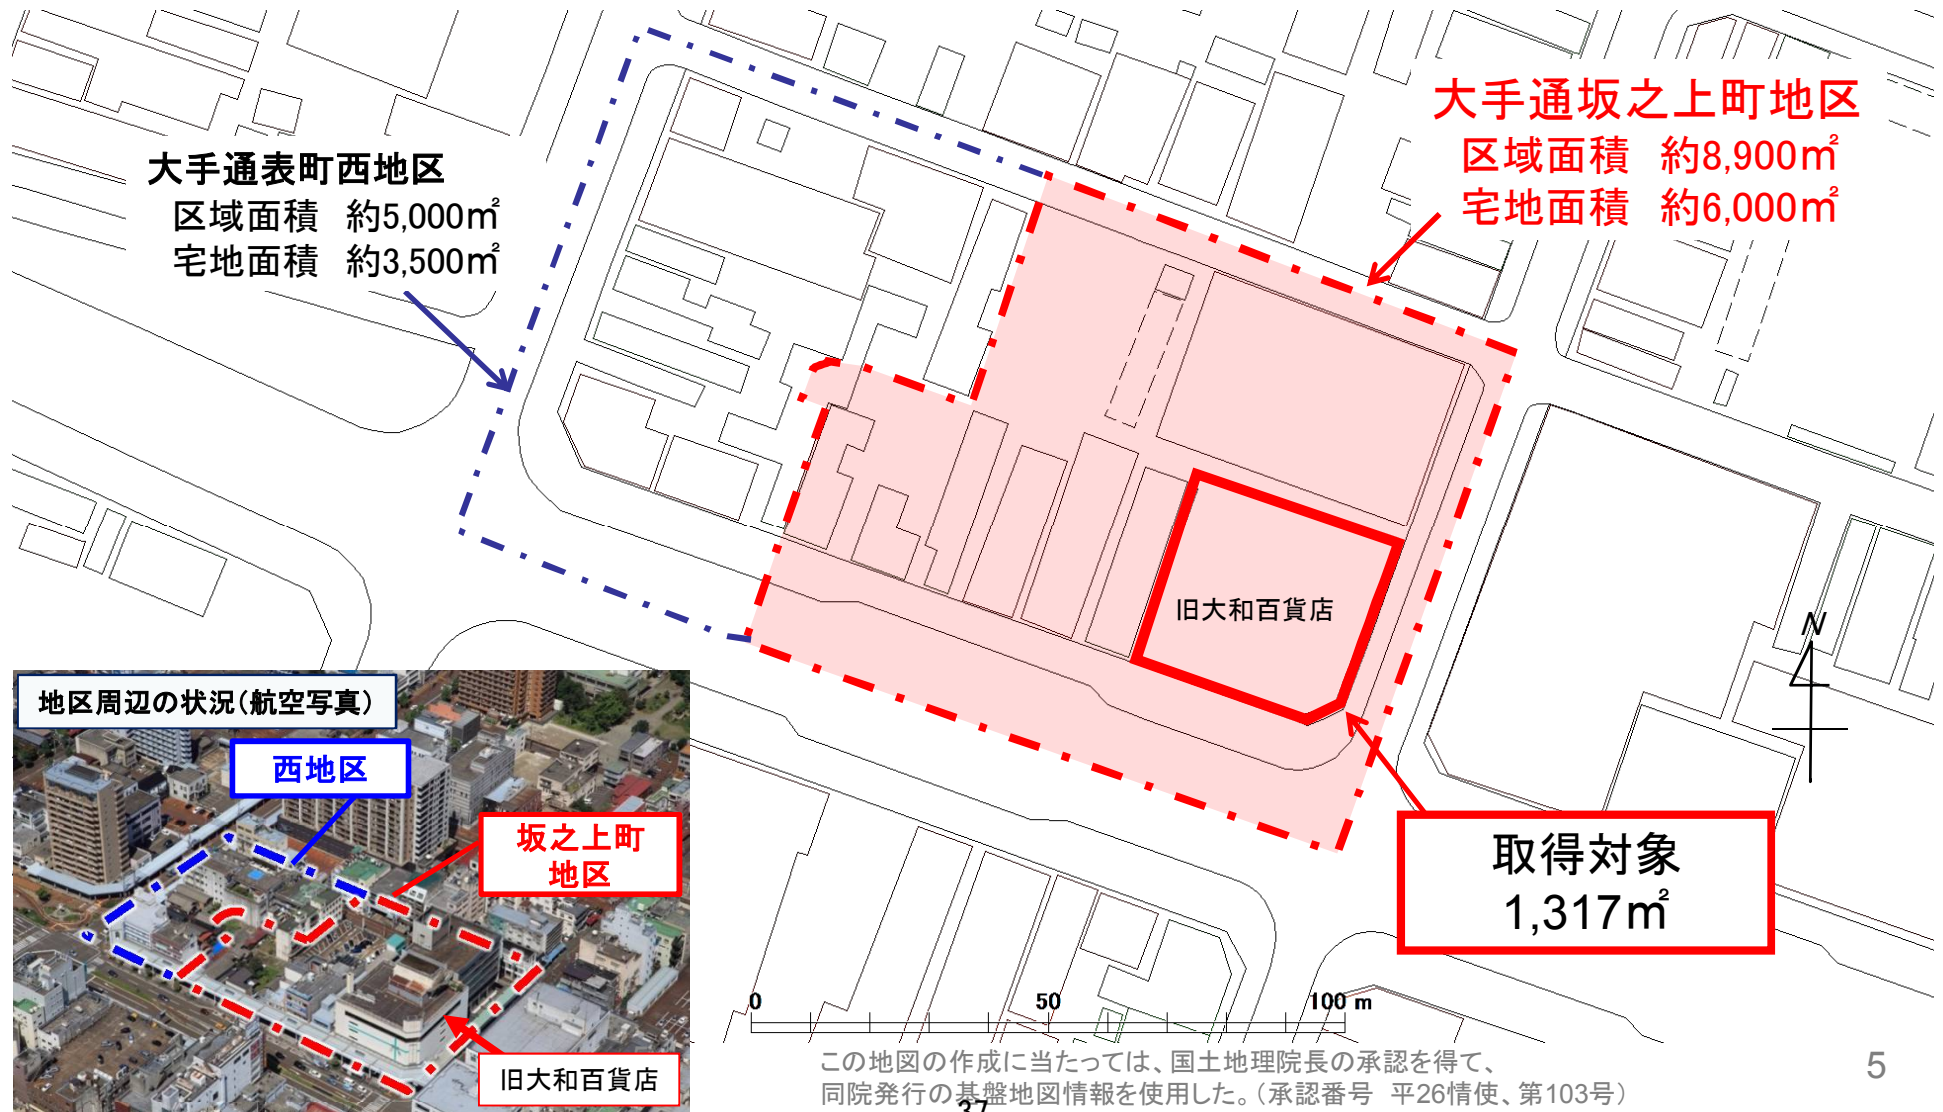 大手通坂之上町地区
区域面積　約8,900㎡
宅地面積　約6,000㎡
大手通表町西地区
区域面積　約5,000㎡
宅地面積　約3,500㎡
旧大和百貨店
N
地区周辺の状況(航空写真)
西地区
坂之上町
地区
旧大和百貨店
取得対象
1,317㎡
0 50 100 m
この地図の作成に当たっては、国土地理院長の承認を得て、
同院発行の基盤地図情報を使用した。(承認番号　平26情使、第103号)
5
37